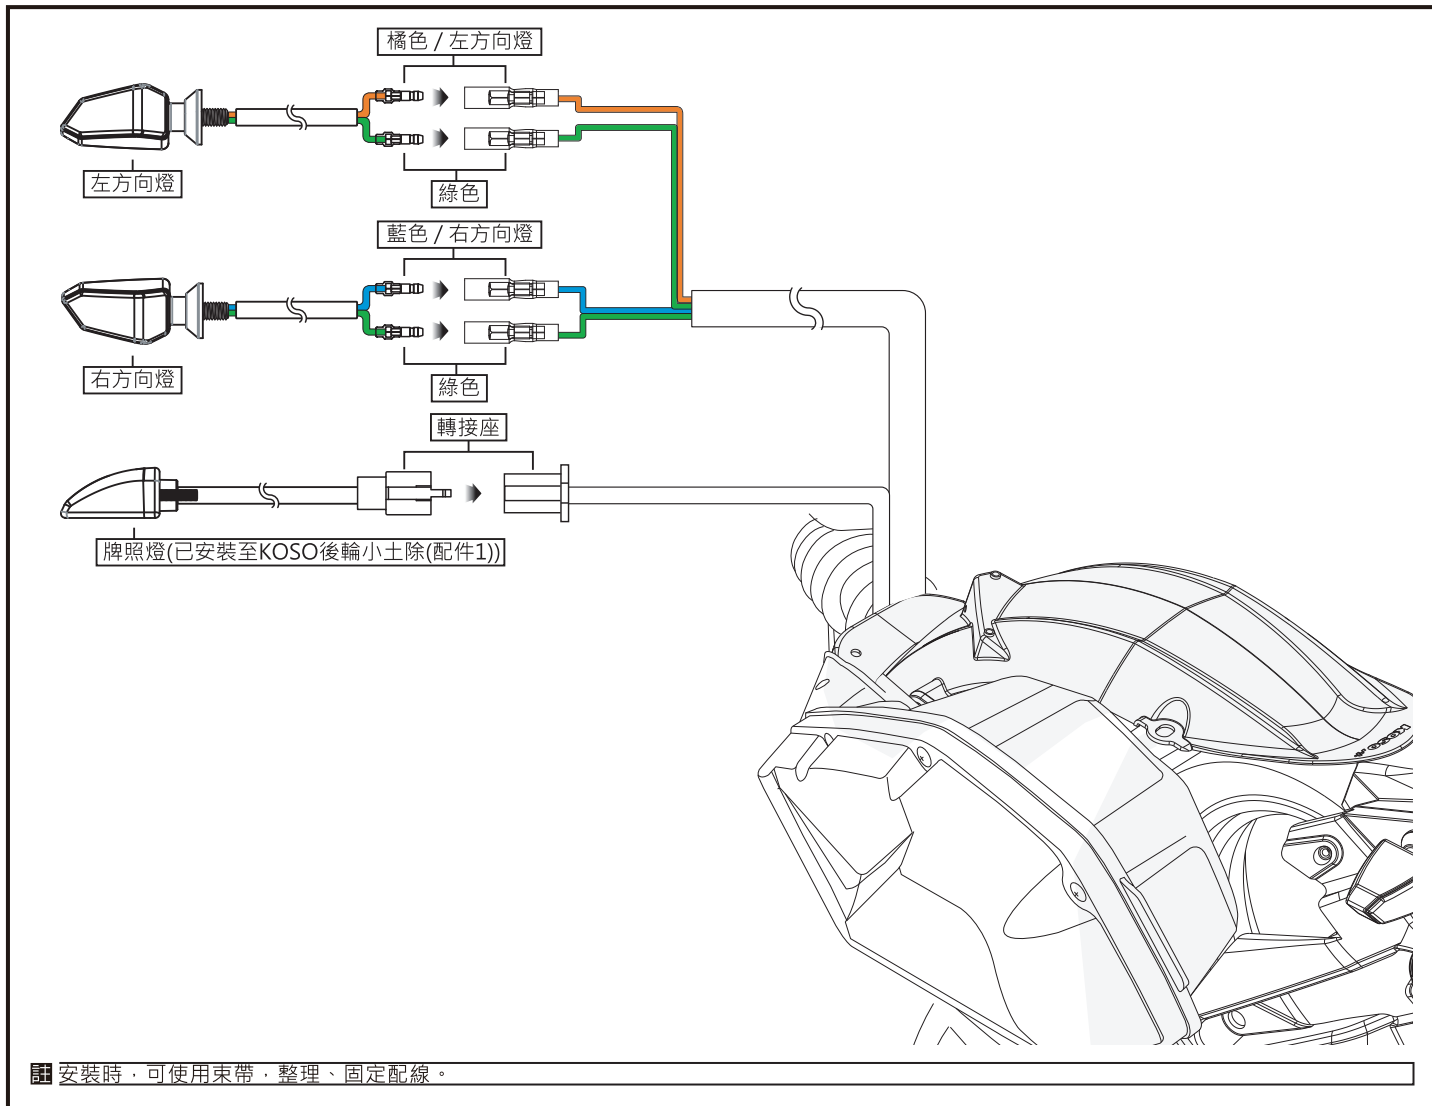 橘色 / 左方向燈
左方向燈
綠色
藍色 / 右方向燈
右方向燈
綠色
轉接座
牌照燈(已安裝至KOSO後輪小土除(配件1))
KOSO
註 安裝時，可使用束帶，整理、固定配線。